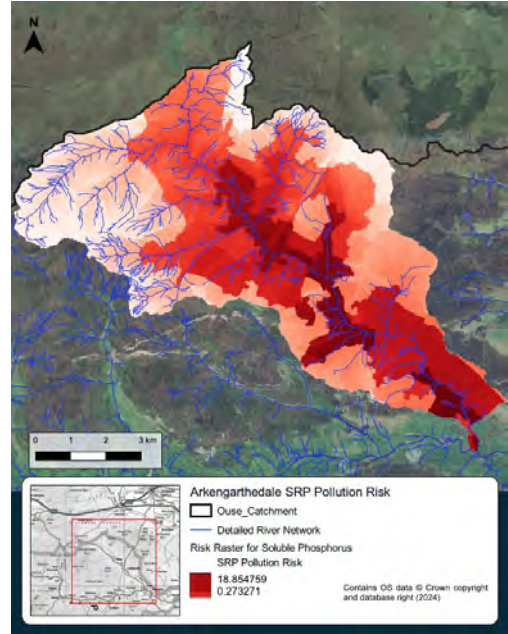 N
0 1 2 3 km
Arkengarthedale SRP Pollution Risk
Ouse_Catchment
Detailed River Network
Risk Raster for Soluble Phosphorus
SRP Pollution Risk
18.854759
0.273271
Contains OS data © Crown copyright
and database right (2024)